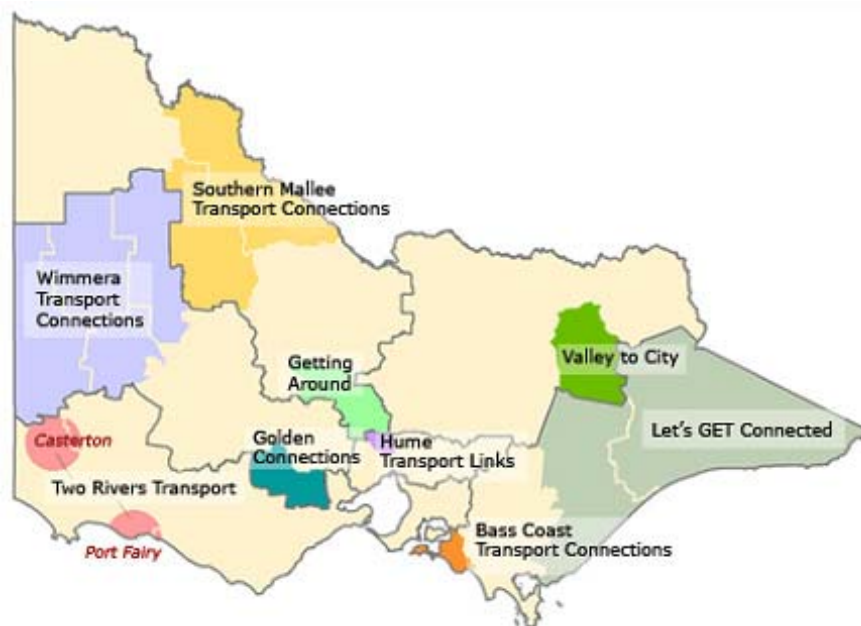 Southern Mallee
Transport Connections
Wimmera
Transport
Connections
Getting
Around
Valley to City
Casterton
Golden
Connections
Hume
Transport Links
Let's GET Connected
Two Rivers Transport
Port Fairy
Bass Coast
Transport Connections